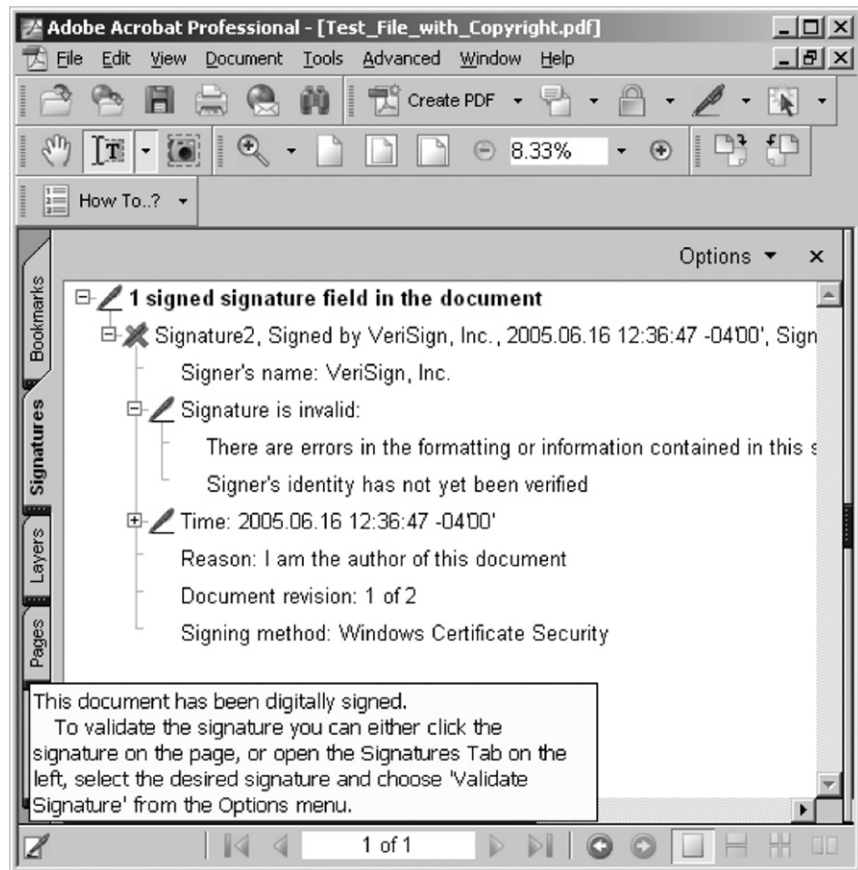 Adobe Acrobat Professional - [Test_File_with_Copyright.pdf]
File Edit View Document Tools Advanced Window Help
Create PDF
8.33%
How To..?
Options
Bookmarks
Signatures
Layers
Pages
1 signed signature field in the document
Signature2, Signed by VeriSign, Inc., 2005.06.16 12:36:47 -04'00', Sign
Signer's name: VeriSign, Inc.
Signature is invalid:
There are errors in the formatting or information contained in this s
Signer's identity has not yet been verified
Time: 2005.06.16 12:36:47 -04'00'
Reason: I am the author of this document
Document revision: 1 of 2
Signing method: Windows Certificate Security
This document has been digitally signed.
To validate the signature you can either click the
signature on the page, or open the Signatures Tab on the
left, select the desired signature and choose 'Validate
Signature' from the Options menu.
1 of 1